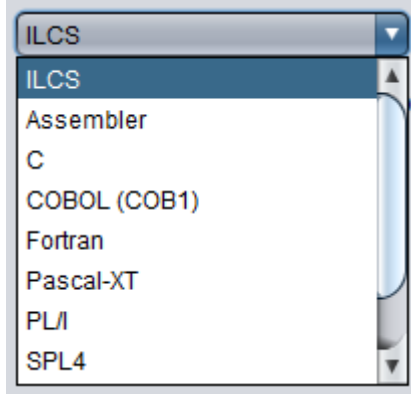 ILCS
ILCS
Assembler
C
COBOL (COB1)
Fortran
Pascal-XT
PL/I
SPL4